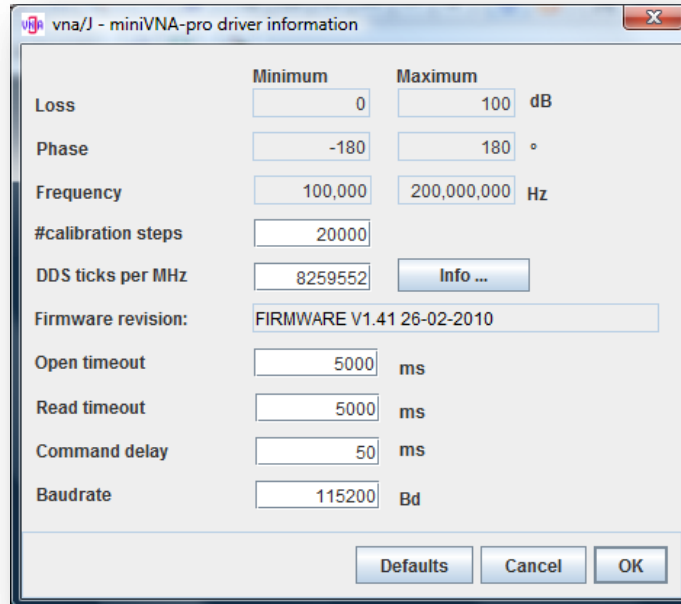 VNA vna/J - miniVNA-pro driver information
Minimum Maximum
Loss 0 100 dB
Phase -180 180 °
Frequency 100,000 200,000,000 Hz
#calibration steps 20000
DDS ticks per MHz 8259552 Info ...
Firmware revision: FIRMWARE V1.41 26-02-2010
Open timeout 5000 ms
Read timeout 5000 ms
Command delay 50 ms
Baudrate 115200 Bd
Defaults Cancel OK